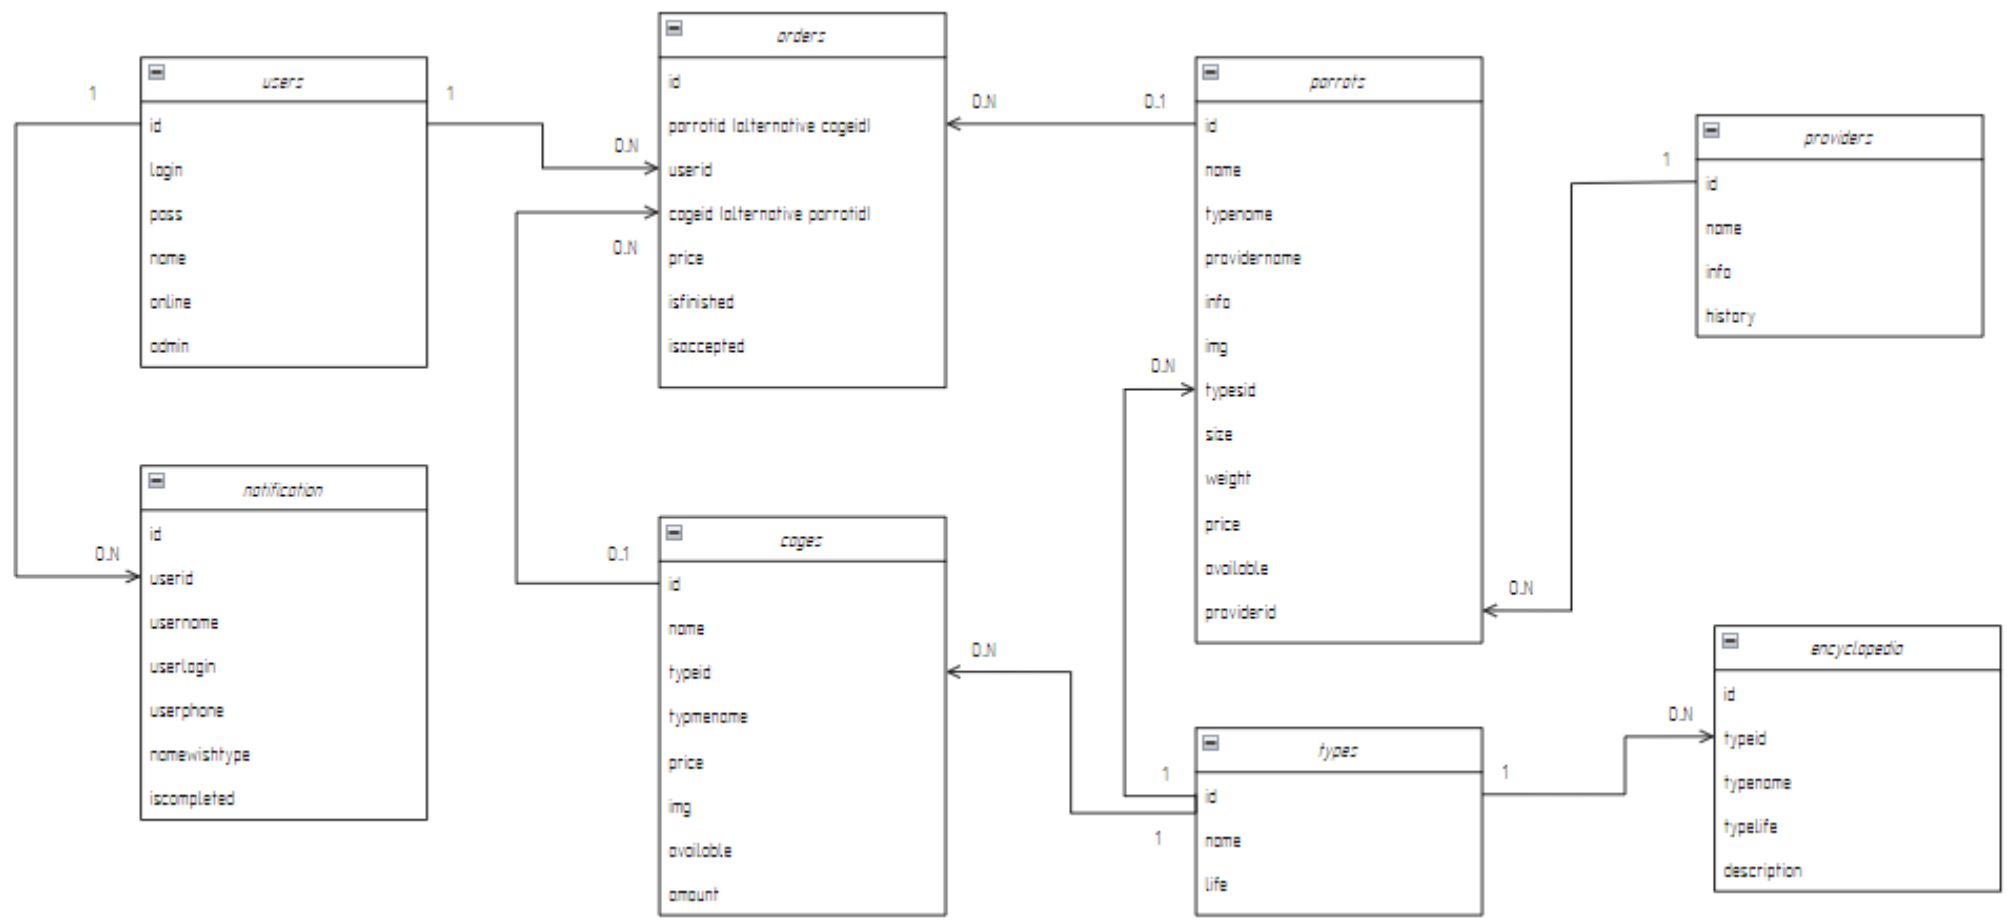 users
id
login
pass
name
online
admin
1
1
orders
id
parrotid (alternative cageid)
userid
cageid (alternative parrotid)
price
isfinished
isaccepted
0..N
0..N
0..N
0..1
parrots
id
name
typename
providername
info
img
typesid
size
weight
price
available
providerid
0..N
0..N
providers
id
name
info
history
1
notification
id
userid
username
userlogin
userphone
namewishtype
iscompleted
0..N
cages
id
name
typeid
typmename
price
img
available
amount
0..1
0..N
types
id
name
life
1
1
1
encyclopedia
id
typeid
typename
typelife
description
0..N